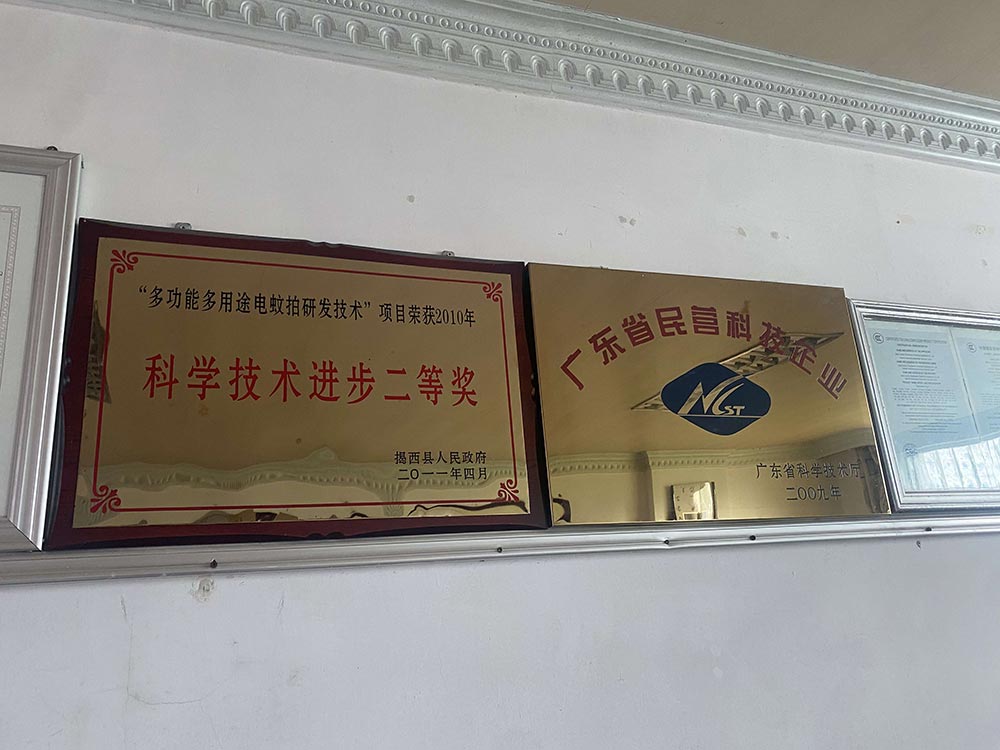 “多功能多用途电蚊拍研发技术”项目荣获2010年
科学技术进步二等奖
揭西县人民政府
二〇一一年四月
广东省民营科技企业
NCST
广东省科学技术厅
二〇〇九年